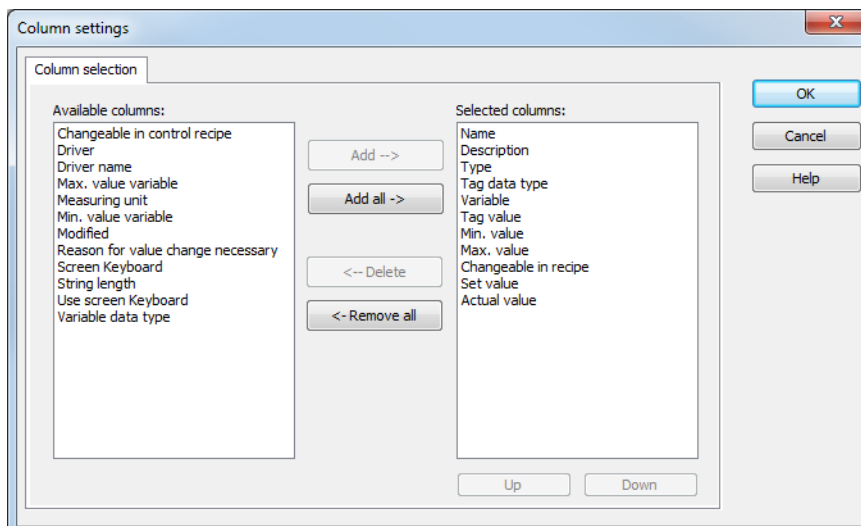 Column settings
Column selection
Available columns:
Changeable in control recipe
Driver
Driver name
Max. value variable
Measuring unit
Min. value variable
Modified
Reason for value change necessary
Screen Keyboard
String length
Use screen Keyboard
Variable data type
Add -->
Add all ->
<-- Delete
<- Remove all
Selected columns:
Name
Description
Type
Tag data type
Variable
Tag value
Min. value
Max. value
Changeable in recipe
Set value
Actual value
Up
Down
OK
Cancel
Help